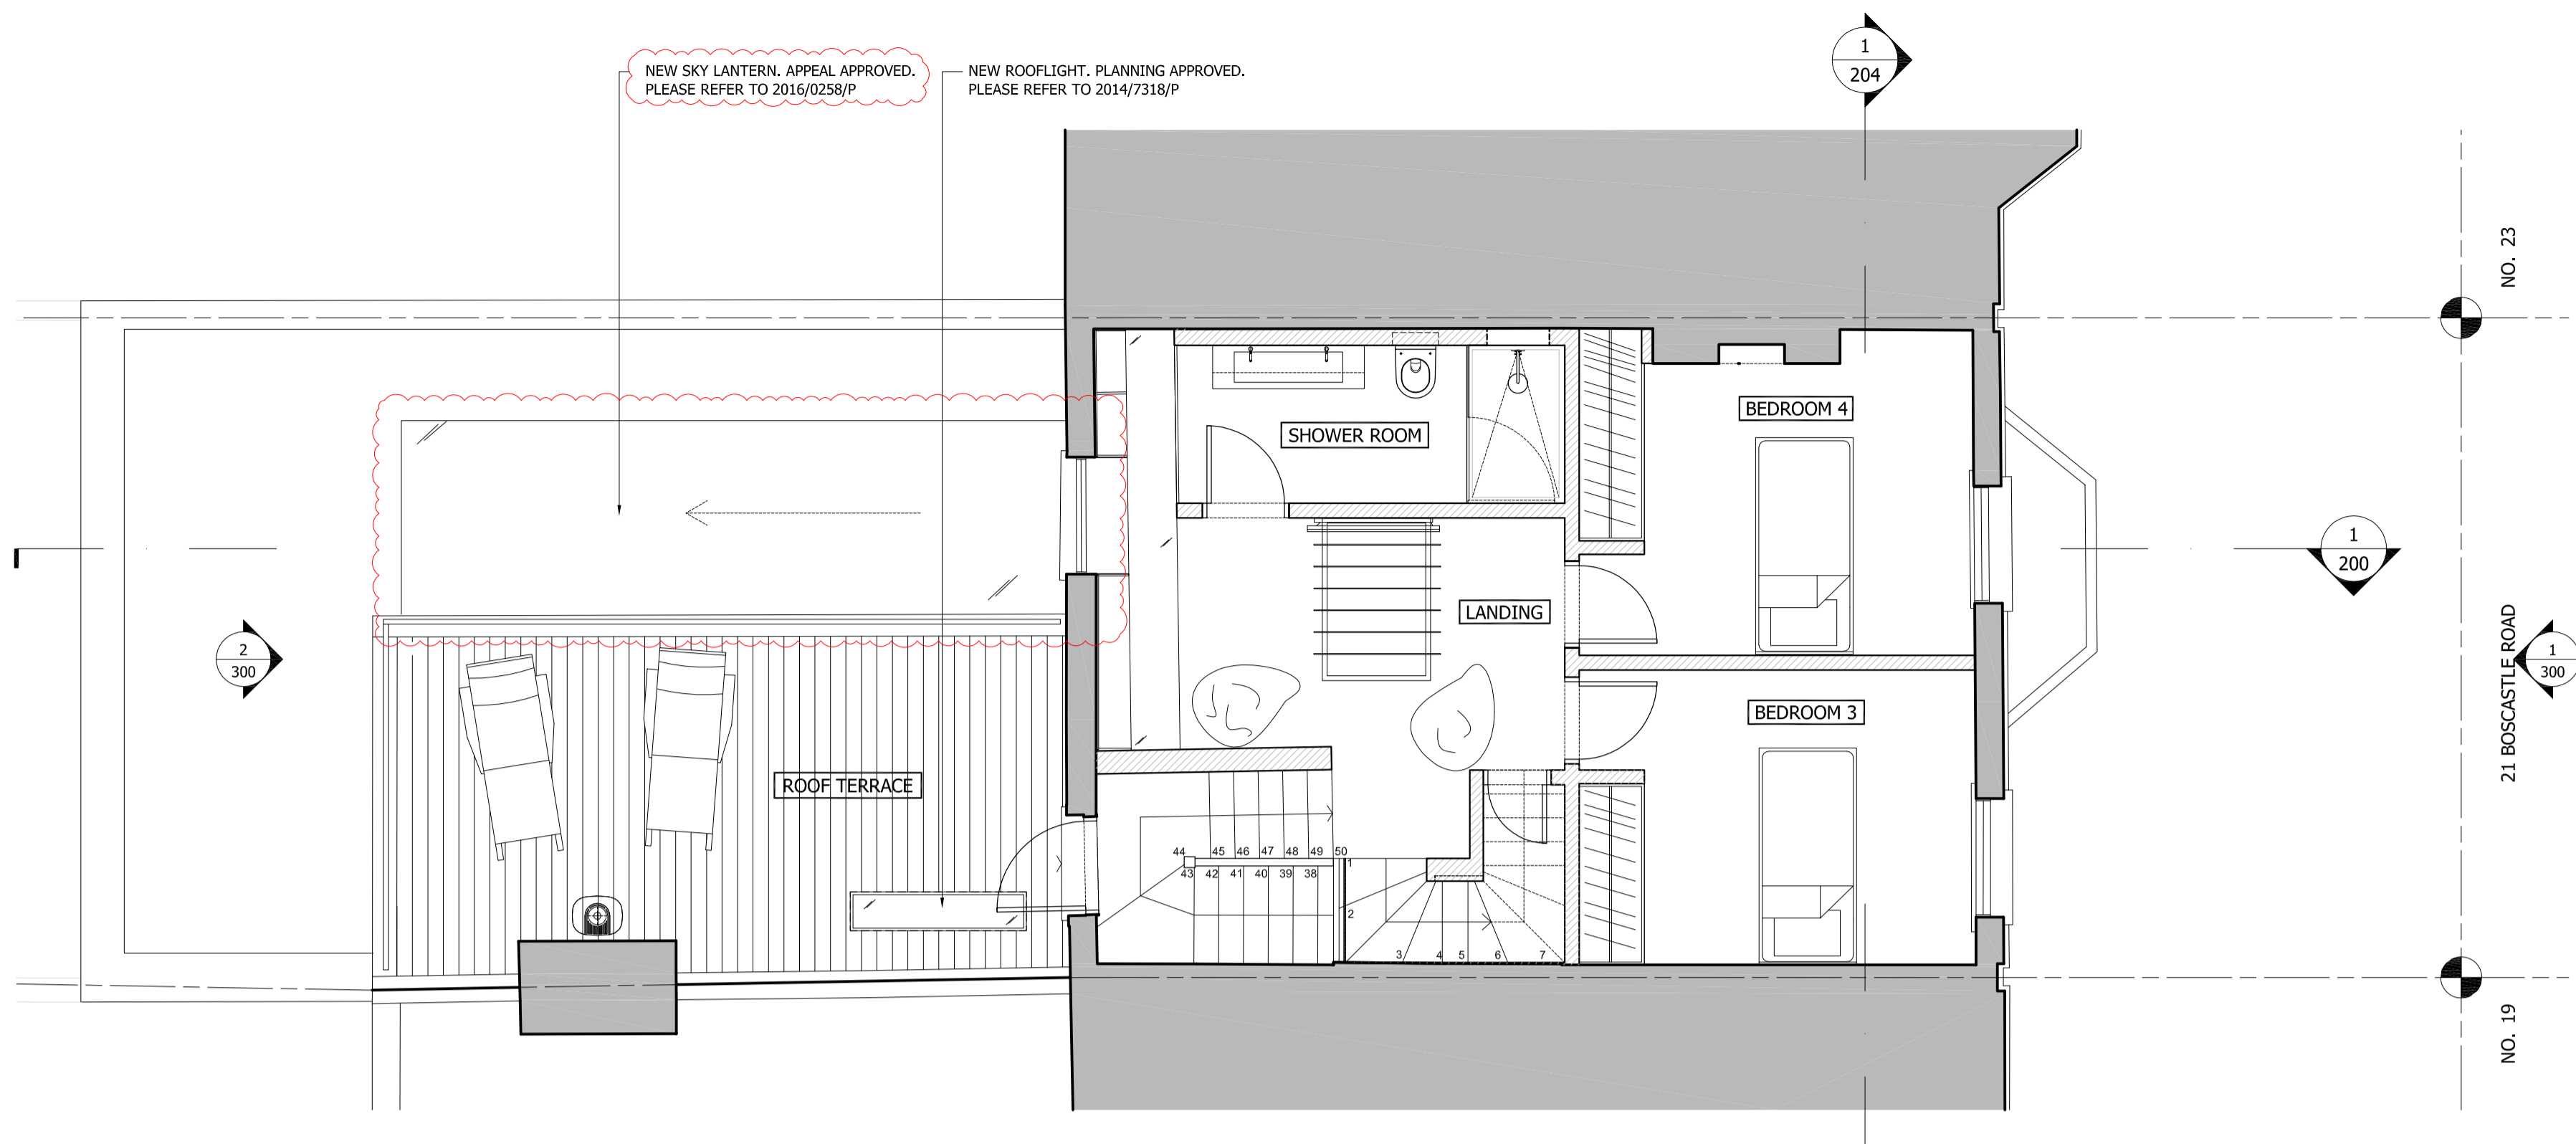 1
204
NEW SKY LANTERN. APPEAL APPROVED.
PLEASE REFER TO 2016/0258/P
NEW ROOFLIGHT. PLANNING APPROVED.
PLEASE REFER TO 2014/7318/P
NO. 23
BEDROOM 4
SHOWER ROOM
1
200
LANDING
2
300
21 BOSCASTLE ROAD
1
300
BEDROOM 3
ROOF TERRACE
44 45 46 47 48 49 50
43 42 41 40 39 38
1
2
3 4 5 6 7
NO. 19